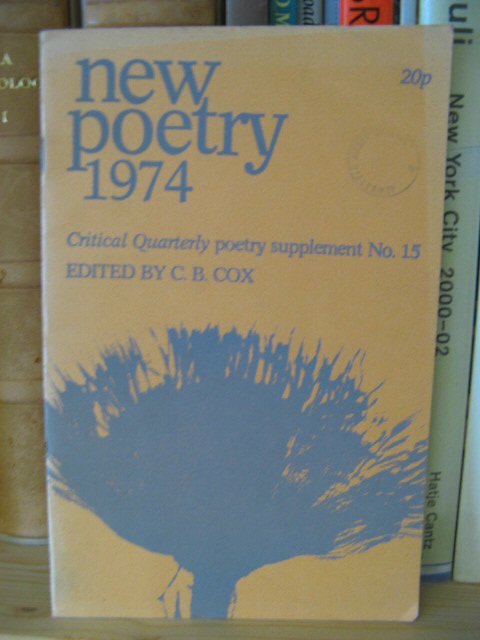 new
poetry
1974
20p
Critical Quarterly poetry supplement No. 15
EDITED BY C. B. COX
New York City 2000–02
Hatje Cantz
uli
A
I